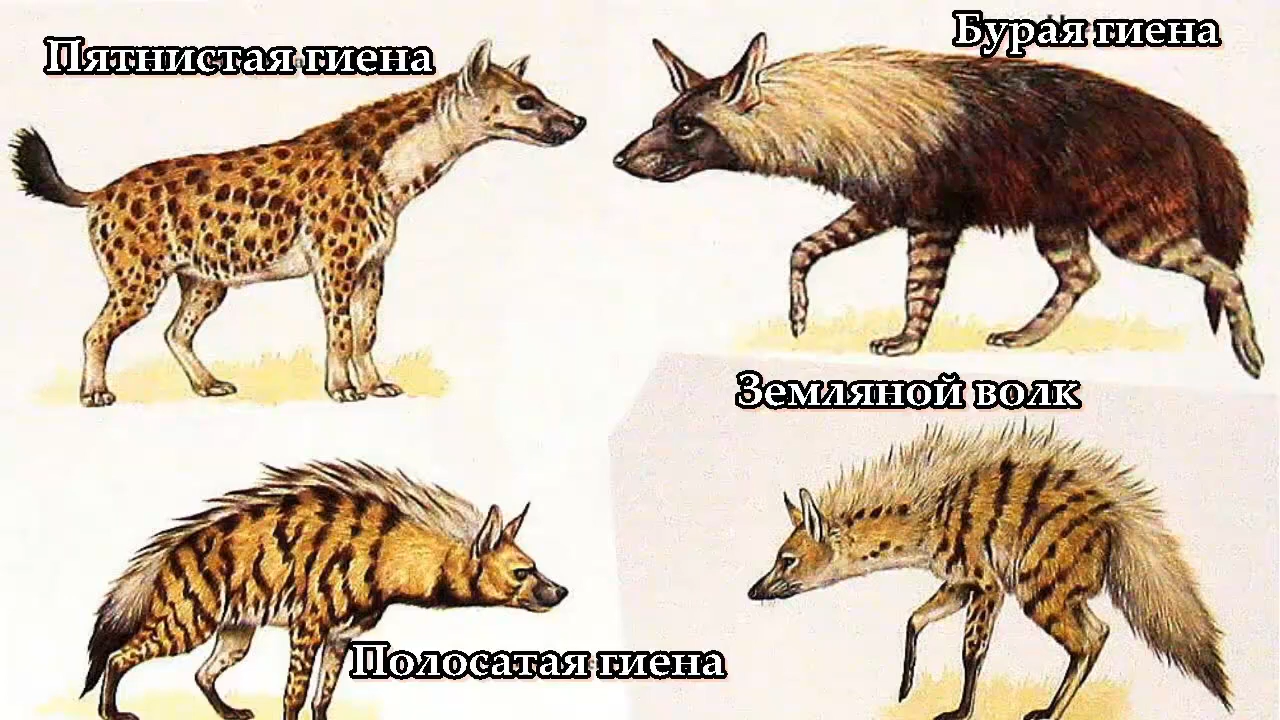 Пятнистая гиена
Бурая гиена
Земляной волк
Полосатая гиена